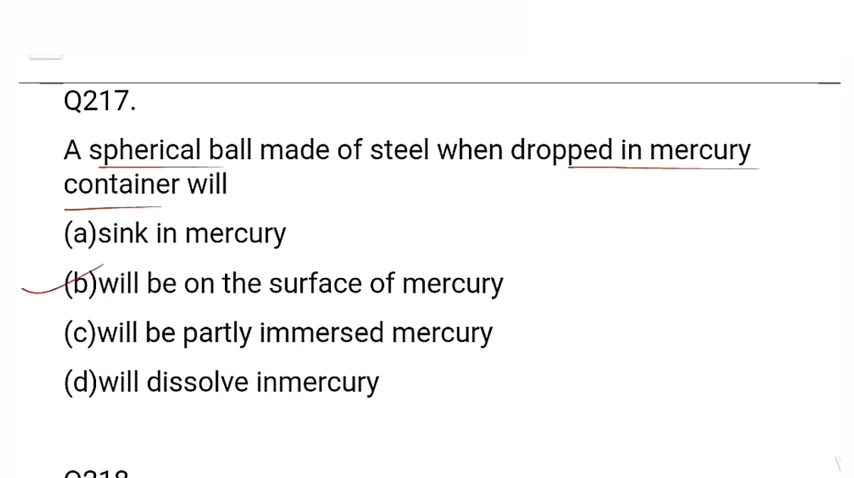 Q217.
A spherical ball made of steel when dropped in mercury
container will
(a)sink in mercury
(b)will be on the surface of mercury
(c)will be partly immersed mercury
(d)will dissolve inmercury
Q218